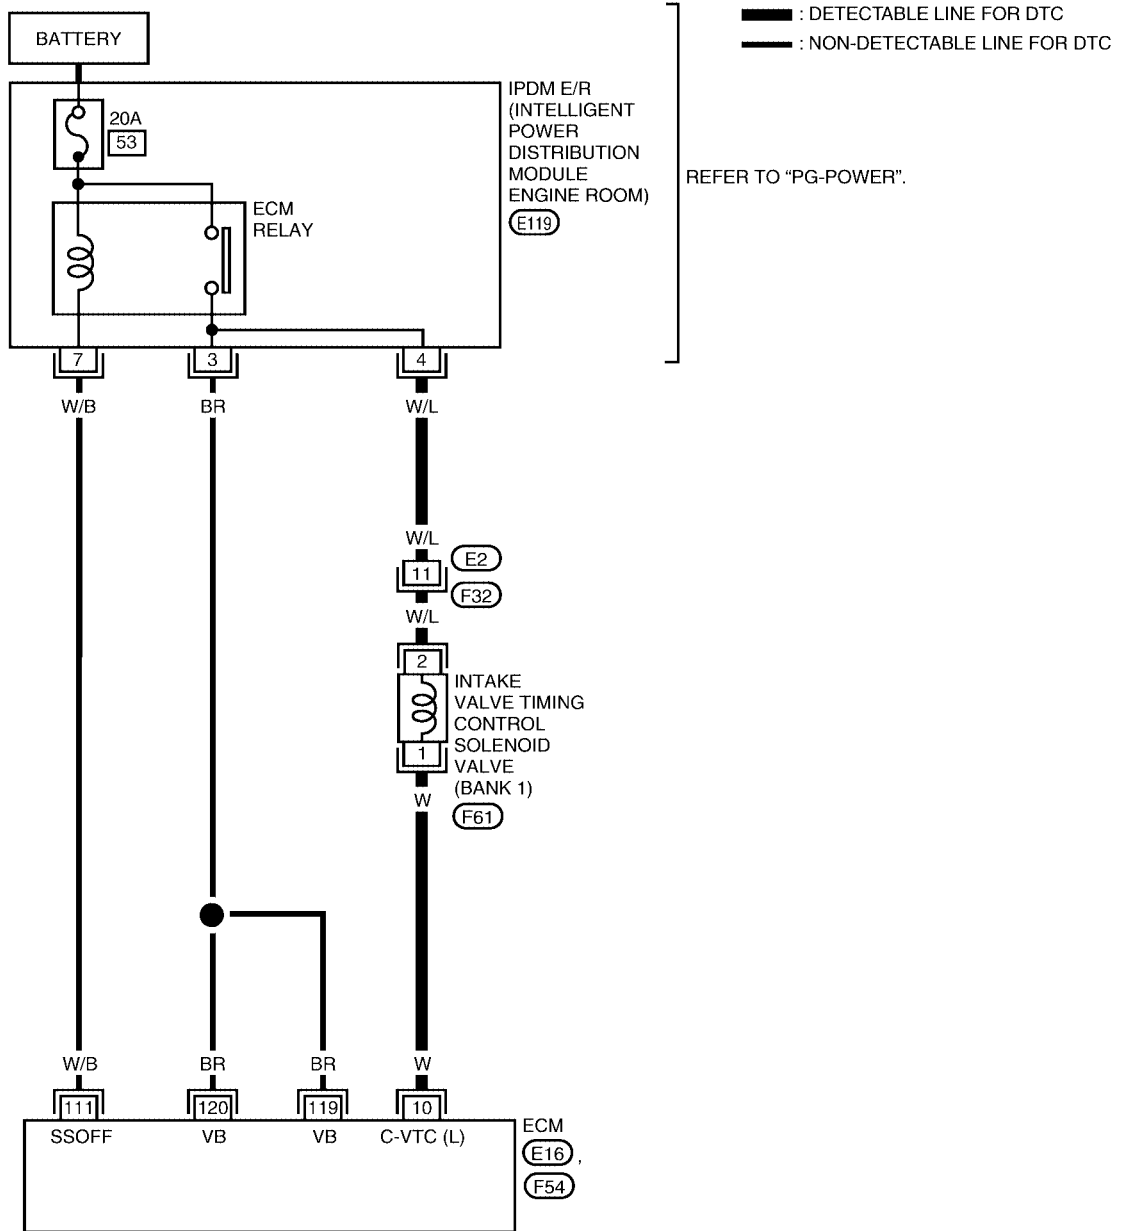 : DETECTABLE LINE FOR DTC
: NON-DETECTABLE LINE FOR DTC
BATTERY
IPDM E/R
(INTELLIGENT
POWER
DISTRIBUTION
MODULE
ENGINE ROOM)
E119
20A
53
REFER TO “PG-POWER”.
ECM
RELAY
7 3 4
W/B BR W/L
W/L
11
E2
F32
W/L
2
INTAKE
VALVE TIMING
CONTROL
SOLENOID
VALVE
(BANK 1)
F61
1
W
W/B BR BR W
111 120 119 10
SSOFF VB VB C-VTC (L)
ECM
E16 ,
F54